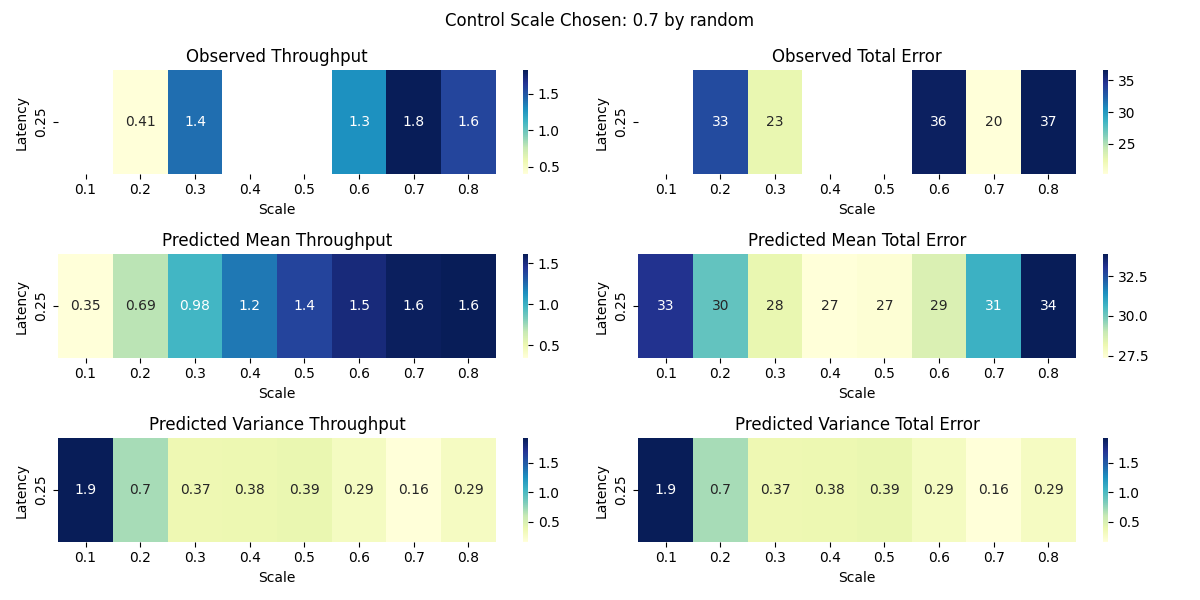 Control Scale Chosen: 0.7 by random
Observed Throughput
Latency
0.25
0.41 1.4 1.3 1.8 1.6
0.1 0.2 0.3 0.4 0.5 0.6 0.7 0.8
Scale
1.5
1.0
0.5
Observed Total Error
Latency
0.25
33 23 36 20 37
0.1 0.2 0.3 0.4 0.5 0.6 0.7 0.8
Scale
35
30
25
Predicted Mean Throughput
Latency
0.25
0.35 0.69 0.98 1.2 1.4 1.5 1.6 1.6
0.1 0.2 0.3 0.4 0.5 0.6 0.7 0.8
Scale
1.5
1.0
0.5
Predicted Mean Total Error
Latency
0.25
33 30 28 27 27 29 31 34
0.1 0.2 0.3 0.4 0.5 0.6 0.7 0.8
Scale
32.5
30.0
27.5
Predicted Variance Throughput
Latency
0.25
1.9 0.7 0.37 0.38 0.39 0.29 0.16 0.29
0.1 0.2 0.3 0.4 0.5 0.6 0.7 0.8
Scale
1.5
1.0
0.5
Predicted Variance Total Error
Latency
0.25
1.9 0.7 0.37 0.38 0.39 0.29 0.16 0.29
0.1 0.2 0.3 0.4 0.5 0.6 0.7 0.8
Scale
1.5
1.0
0.5